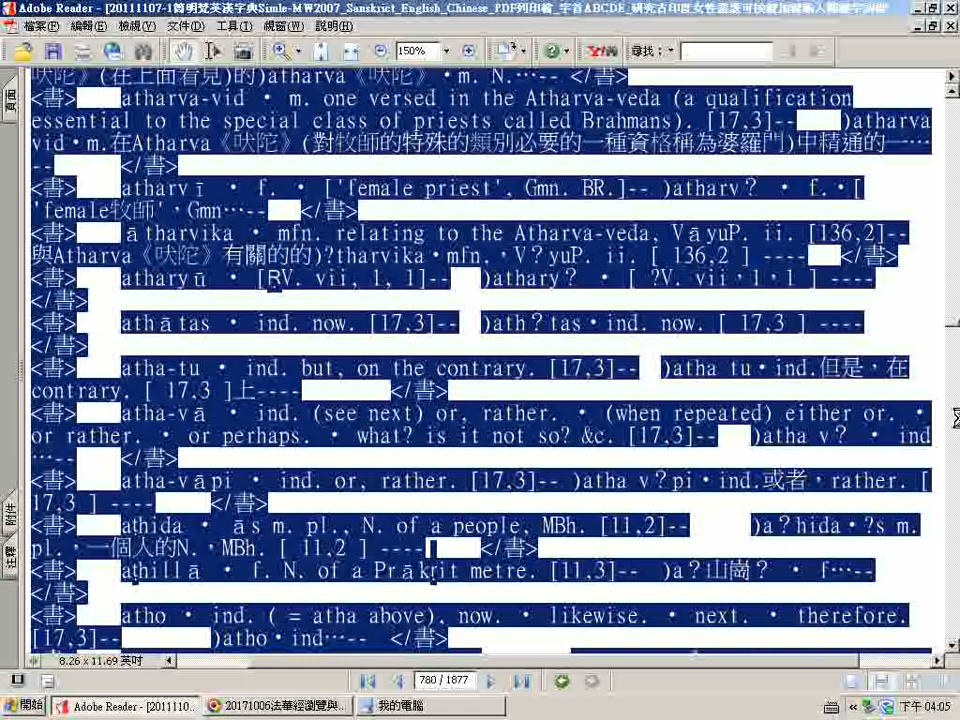 Adobe Reader - [20111107-1簡明梵英漢字典Simle-MW2007_Sanskrit_English_Chinese_PDF列印檔_字首ABCDE_研究古印度女性
檔案(F) 編輯(E) 檢視(V) 文件(D) 工具(T) 視窗(W) 說明(H)
150% 尋找：
吠陀》(在上面看見)的)atharva《吠陀》‧m. N.…-- </書>
<書> atharva-vid ‧ m. one versed in the Atharva-veda (a qualification
essential to the special class of priests called Brahmans). [17,3]-- )atharva
vid‧m.在Atharva《吠陀》(對牧師的特殊的類別必要的一種資格稱為婆羅門)中精通的一…
-- </書>
<書> atharvī ‧ f. ‧ ['female priest', Gmn. BR.]-- )atharv? ‧ f.‧[
'female牧師'，Gmn…-- </書>
<書> ātharvika ‧ mfn. relating to the Atharva-veda, VāyuP. ii. [136,2]--
與Atharva《吠陀》有關的的)?tharvika‧mfn.，V?yuP. ii. [ 136,2 ] ---- </書>
<書> atharyū ‧ [RV. vii, 1, 1]-- )athary? ‧ [ ?V. vii，1，1 ] ----
</書>
<書> athātas ‧ ind. now. [17,3]-- )ath?tas‧ind. now. [ 17,3 ] ----
</書>
<書> atha-tu ‧ ind. but, on the contrary. [17,3]-- )atha tu‧ind.但是，在
contrary. [ 17,3 ]上---- </書>
<書> atha-vā ‧ ind. (see next) or, rather. ‧ (when repeated) either or. ‧
or rather. ‧ or perhaps. ‧ what? is it not so? &c. [17,3]-- )atha v? ‧ ind
…-- </書>
<書> atha-vāpi ‧ ind. or, rather. [17,3]-- )atha v?pi‧ind.或者，rather. [
17,3 ] ---- </書>
<書> aṭhida ‧ ās m. pl., N. of a people, MBh. [11,2]-- )a?hida‧?s m.
pl.，一個人的N.，MBh. [ 11,2 ] ---- </書>
<書> aṭhillā ‧ f. N. of a Prākṛit metre. [11,3]-- )a?山崗? ‧ f…--
</書>
<書> atho ‧ ind. ( = atha above), now. ‧ likewise. ‧ next. ‧ therefore.
[17,3]-- )atho‧ind…-- </書>
頁面
附件
註釋
8.26 x 11.69 英吋
780 / 1877
開始 Adobe Reader - [2011110... 20171006法華經瀏覽與... 我的電腦 下午 04:05